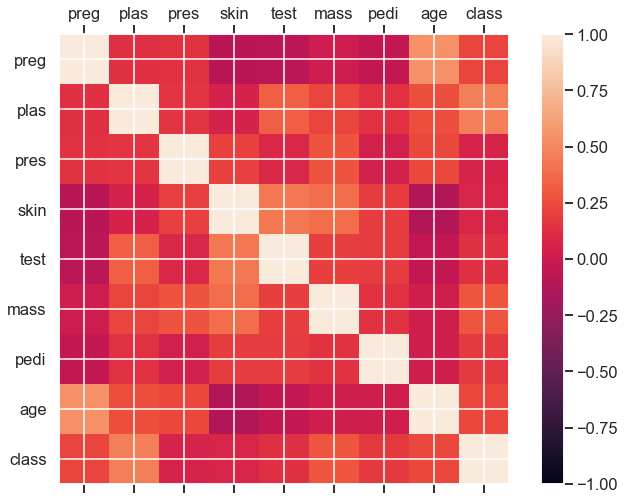 preg plas pres skin test mass pedi age class
preg
plas
pres
skin
test
mass
pedi
age
class
1.00
0.75
0.50
0.25
0.00
−0.25
−0.50
−0.75
−1.00